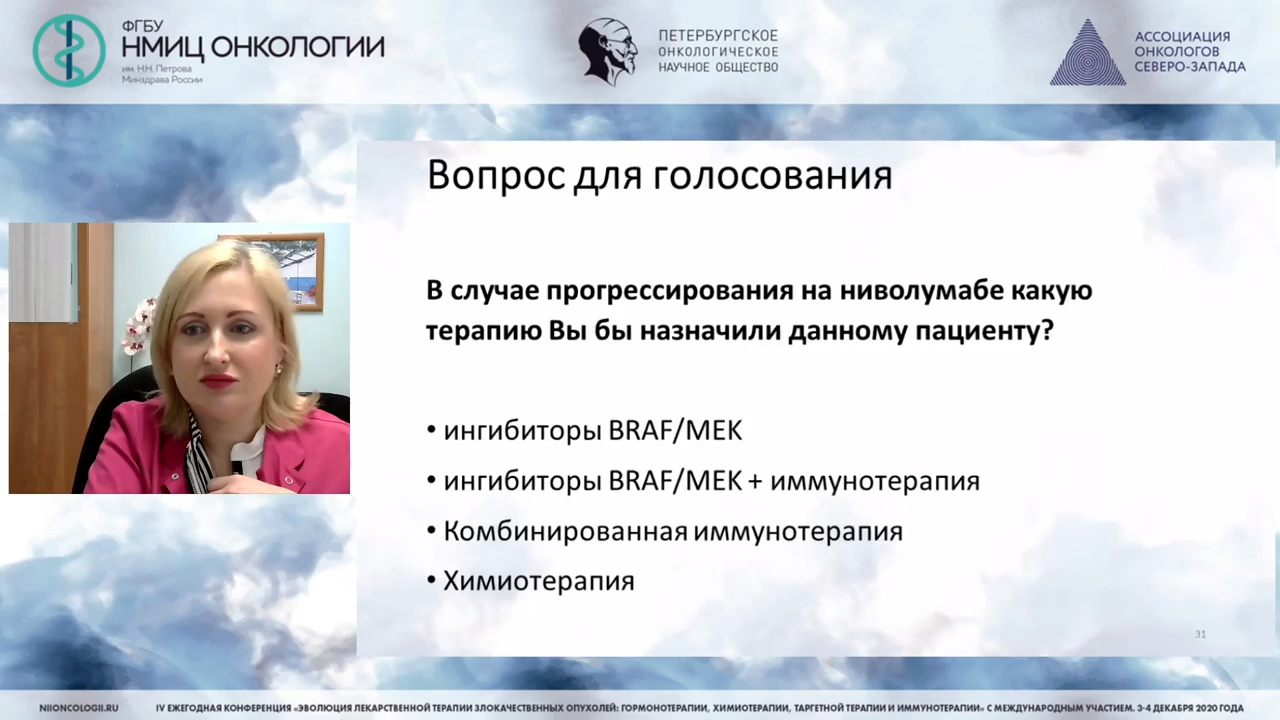 ФГБУ
НМИЦ ОНКОЛОГИИ
им. Н.Н. Петрова
Минздрава России
ПЕТЕРБУРГСКОЕ
ОНКОЛОГИЧЕСКОЕ
НАУЧНОЕ ОБЩЕСТВО
АССОЦИАЦИЯ
ОНКОЛОГОВ
СЕВЕРО-ЗАПАДА
Вопрос для голосования
В случае прогрессирования на ниволумабе какую
терапию Вы бы назначили данному пациенту?
• ингибиторы BRAF/MEK
• ингибиторы BRAF/MEK + иммунотерапия
• Комбинированная иммунотерапия
• Химиотерапия
31
NIIONCOLOGII.RU
IV ЕЖЕГОДНАЯ КОНФЕРЕНЦИЯ «ЭВОЛЮЦИЯ ЛЕКАРСТВЕННОЙ ТЕРАПИИ ЗЛОКАЧЕСТВЕННЫХ ОПУХОЛЕЙ: ГОРМОНОТЕРАПИИ, ХИМИОТЕРАПИИ, ТАРГЕТНОЙ ТЕРАПИИ И ИММУНОТЕРАПИИ» С МЕЖДУНАРОДНЫМ УЧАСТИЕМ. 3-4 ДЕКАБРЯ 2020 ГОДА